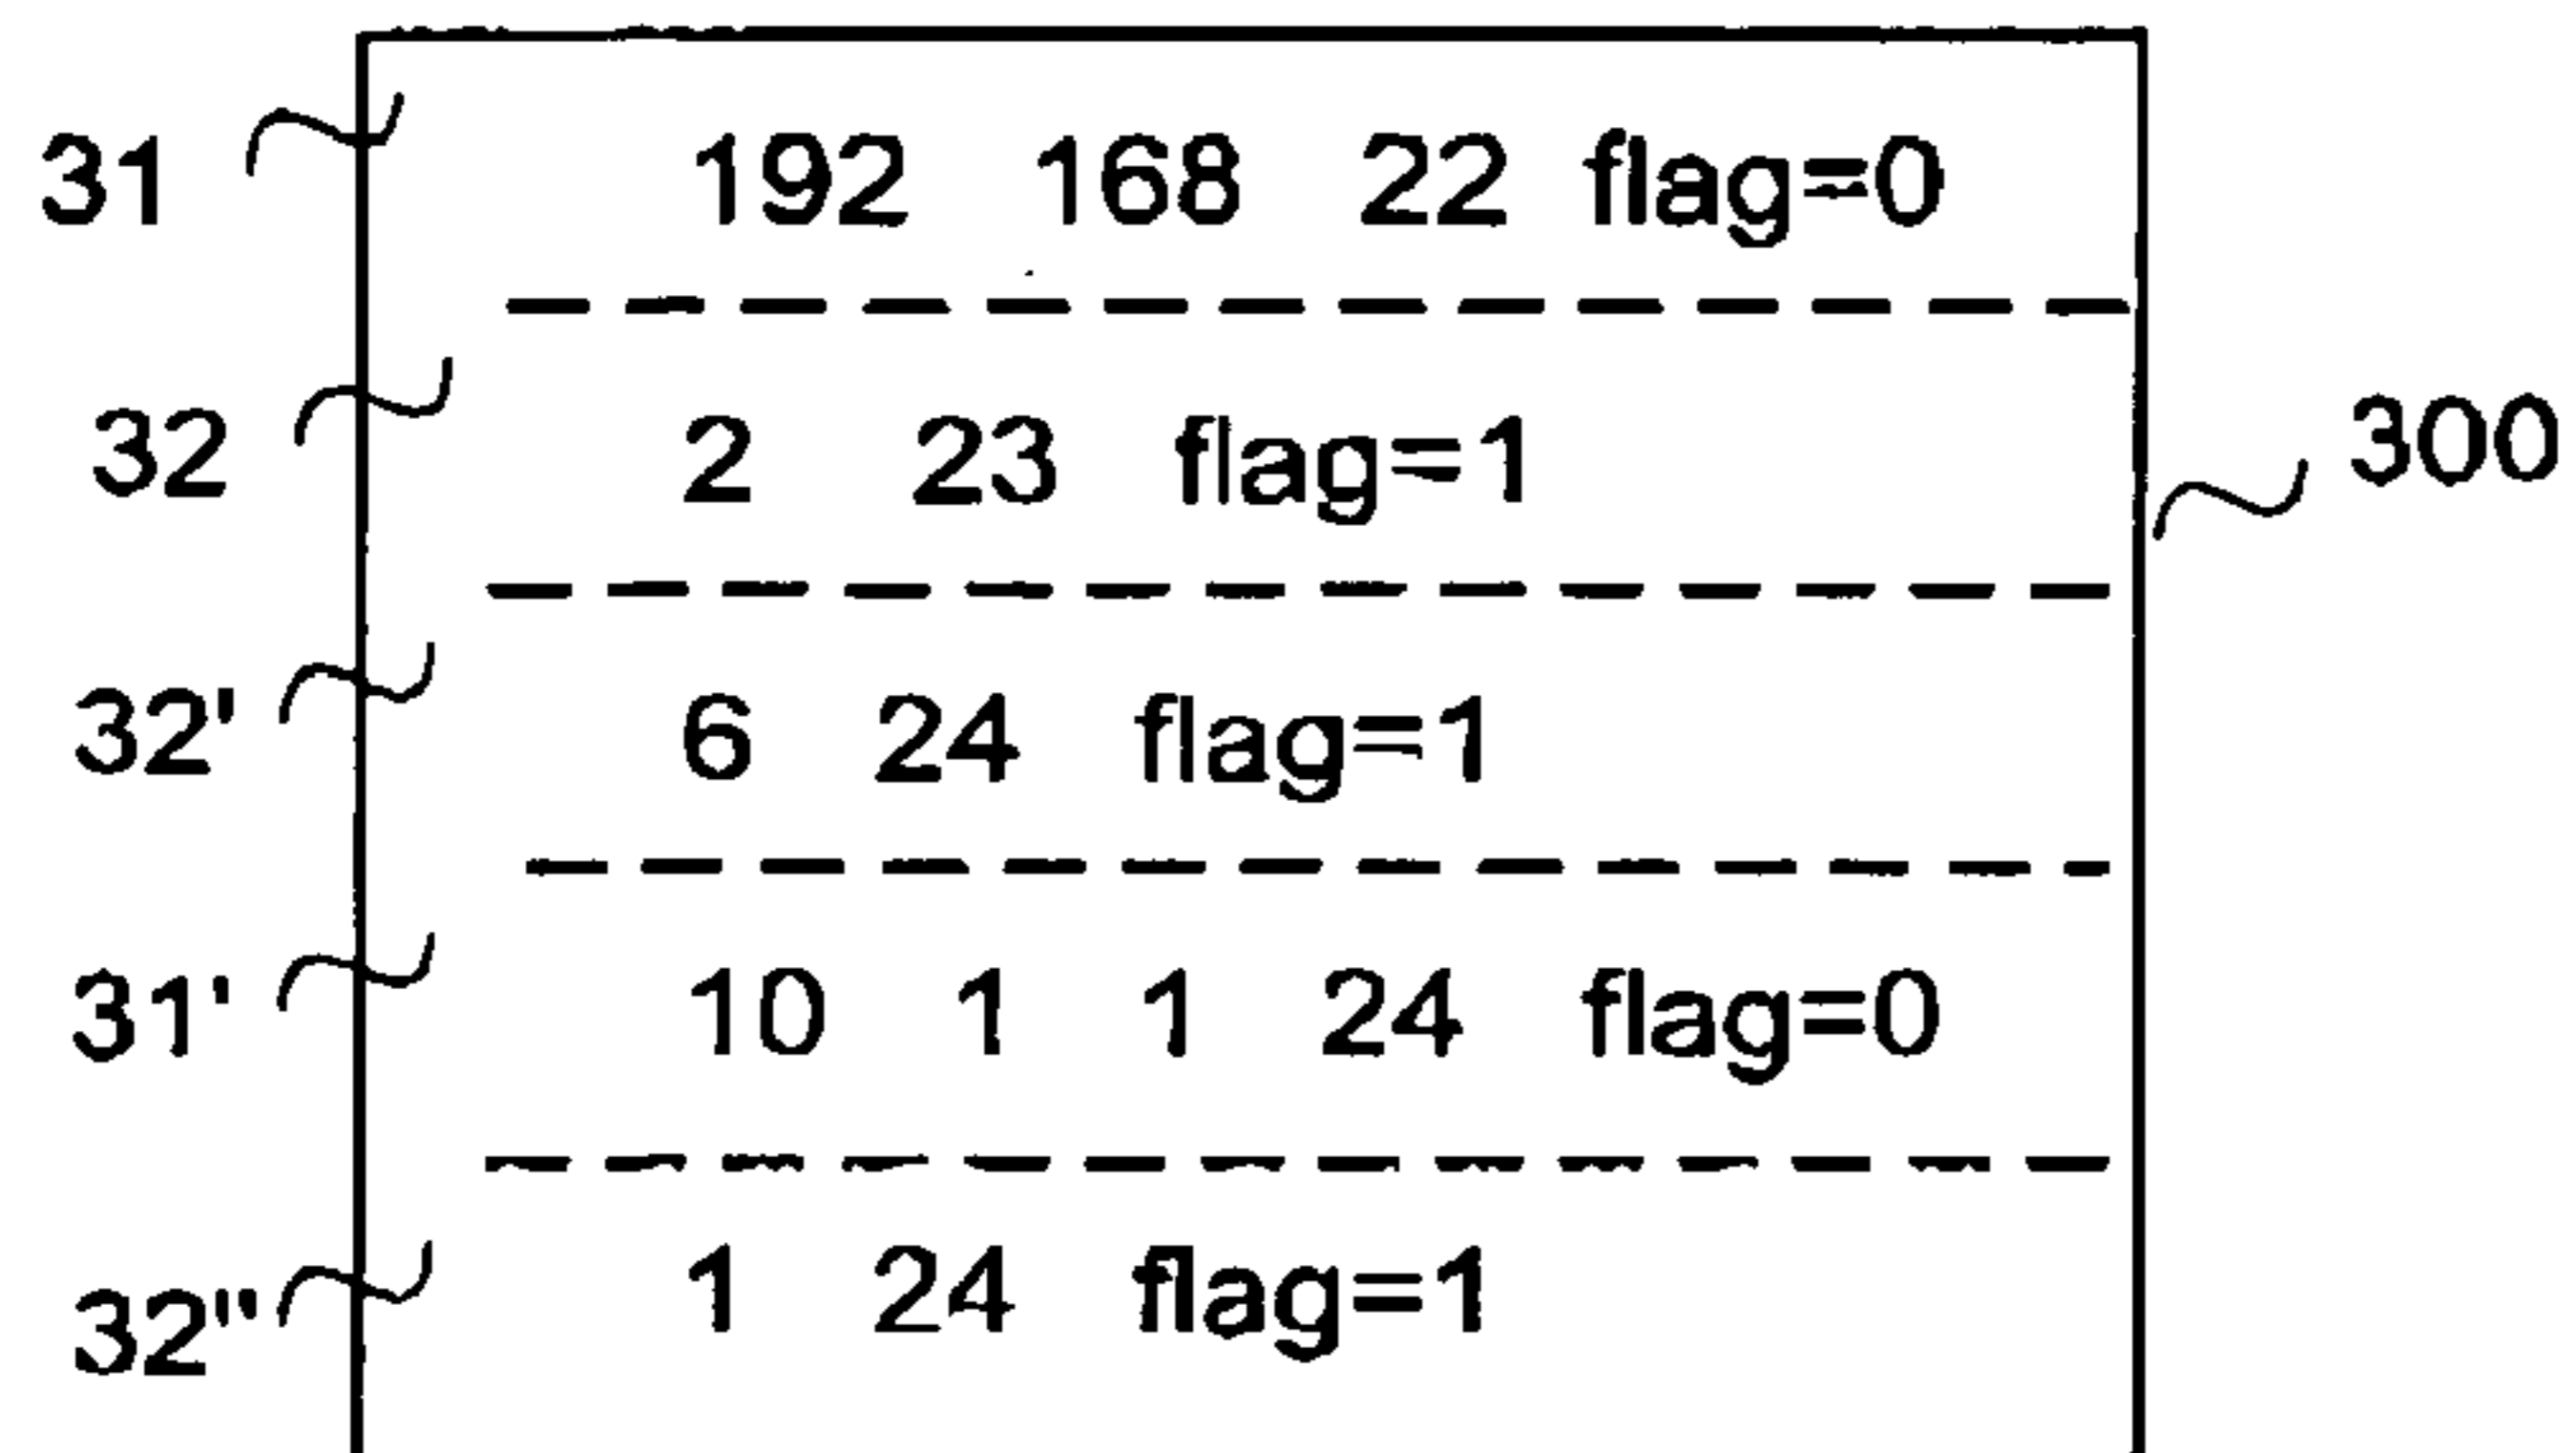 31 192 168 22 flag=0
32 2 23 flag=1 300
32' 6 24 flag=1
31' 10 1 1 24 flag=0
32" 1 24 flag=1